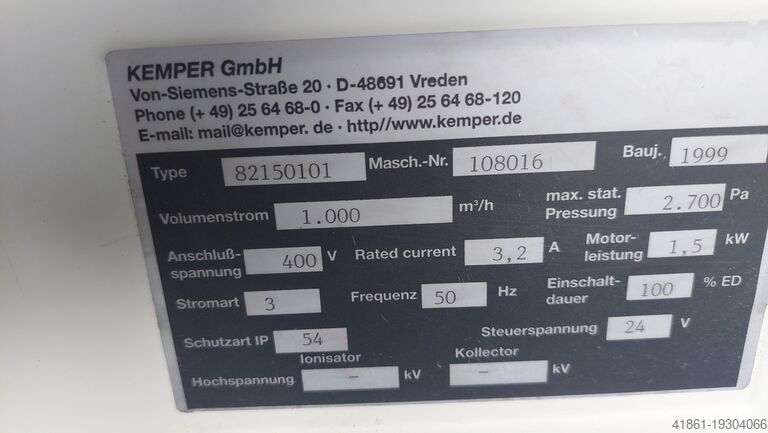 KEMPER GmbH
Von-Siemens-Straße 20 · D-48691 Vreden
Phone (+ 49) 25 64 68-0 · Fax (+ 49) 25 64 68-120
E-mail: mail@kemper. de · http//www.kemper.de
Type 82150101 Masch.-Nr. 108016 Bauj. 1999
Volumenstrom 1.000 m³/h max. stat. Pressung 2.700 Pa
Anschluß-spannung 400 V Rated current 3,2 A Motor-leistung 1,5 kW
Stromart 3 Frequenz 50 Hz Einschalt-dauer 100 % ED
Schutzart IP 54 Steuerspannung 24 V
Ionisator Kollector
Hochspannung – kV – kV
41861-19304066